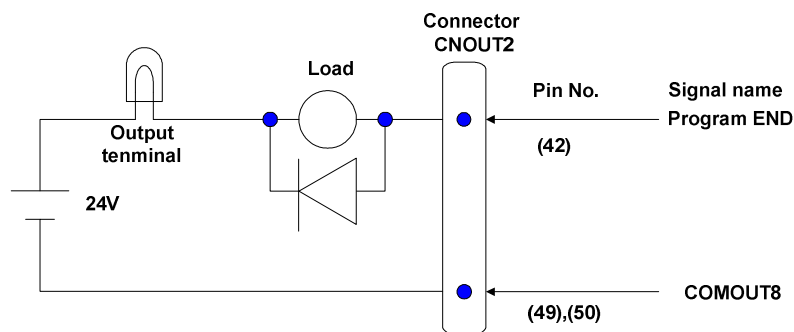 Connector
CNOUT2
Load
Pin No.
Signal name
Output
tenminal
Program END
(42)
24V
COMOUT8
(49),(50)